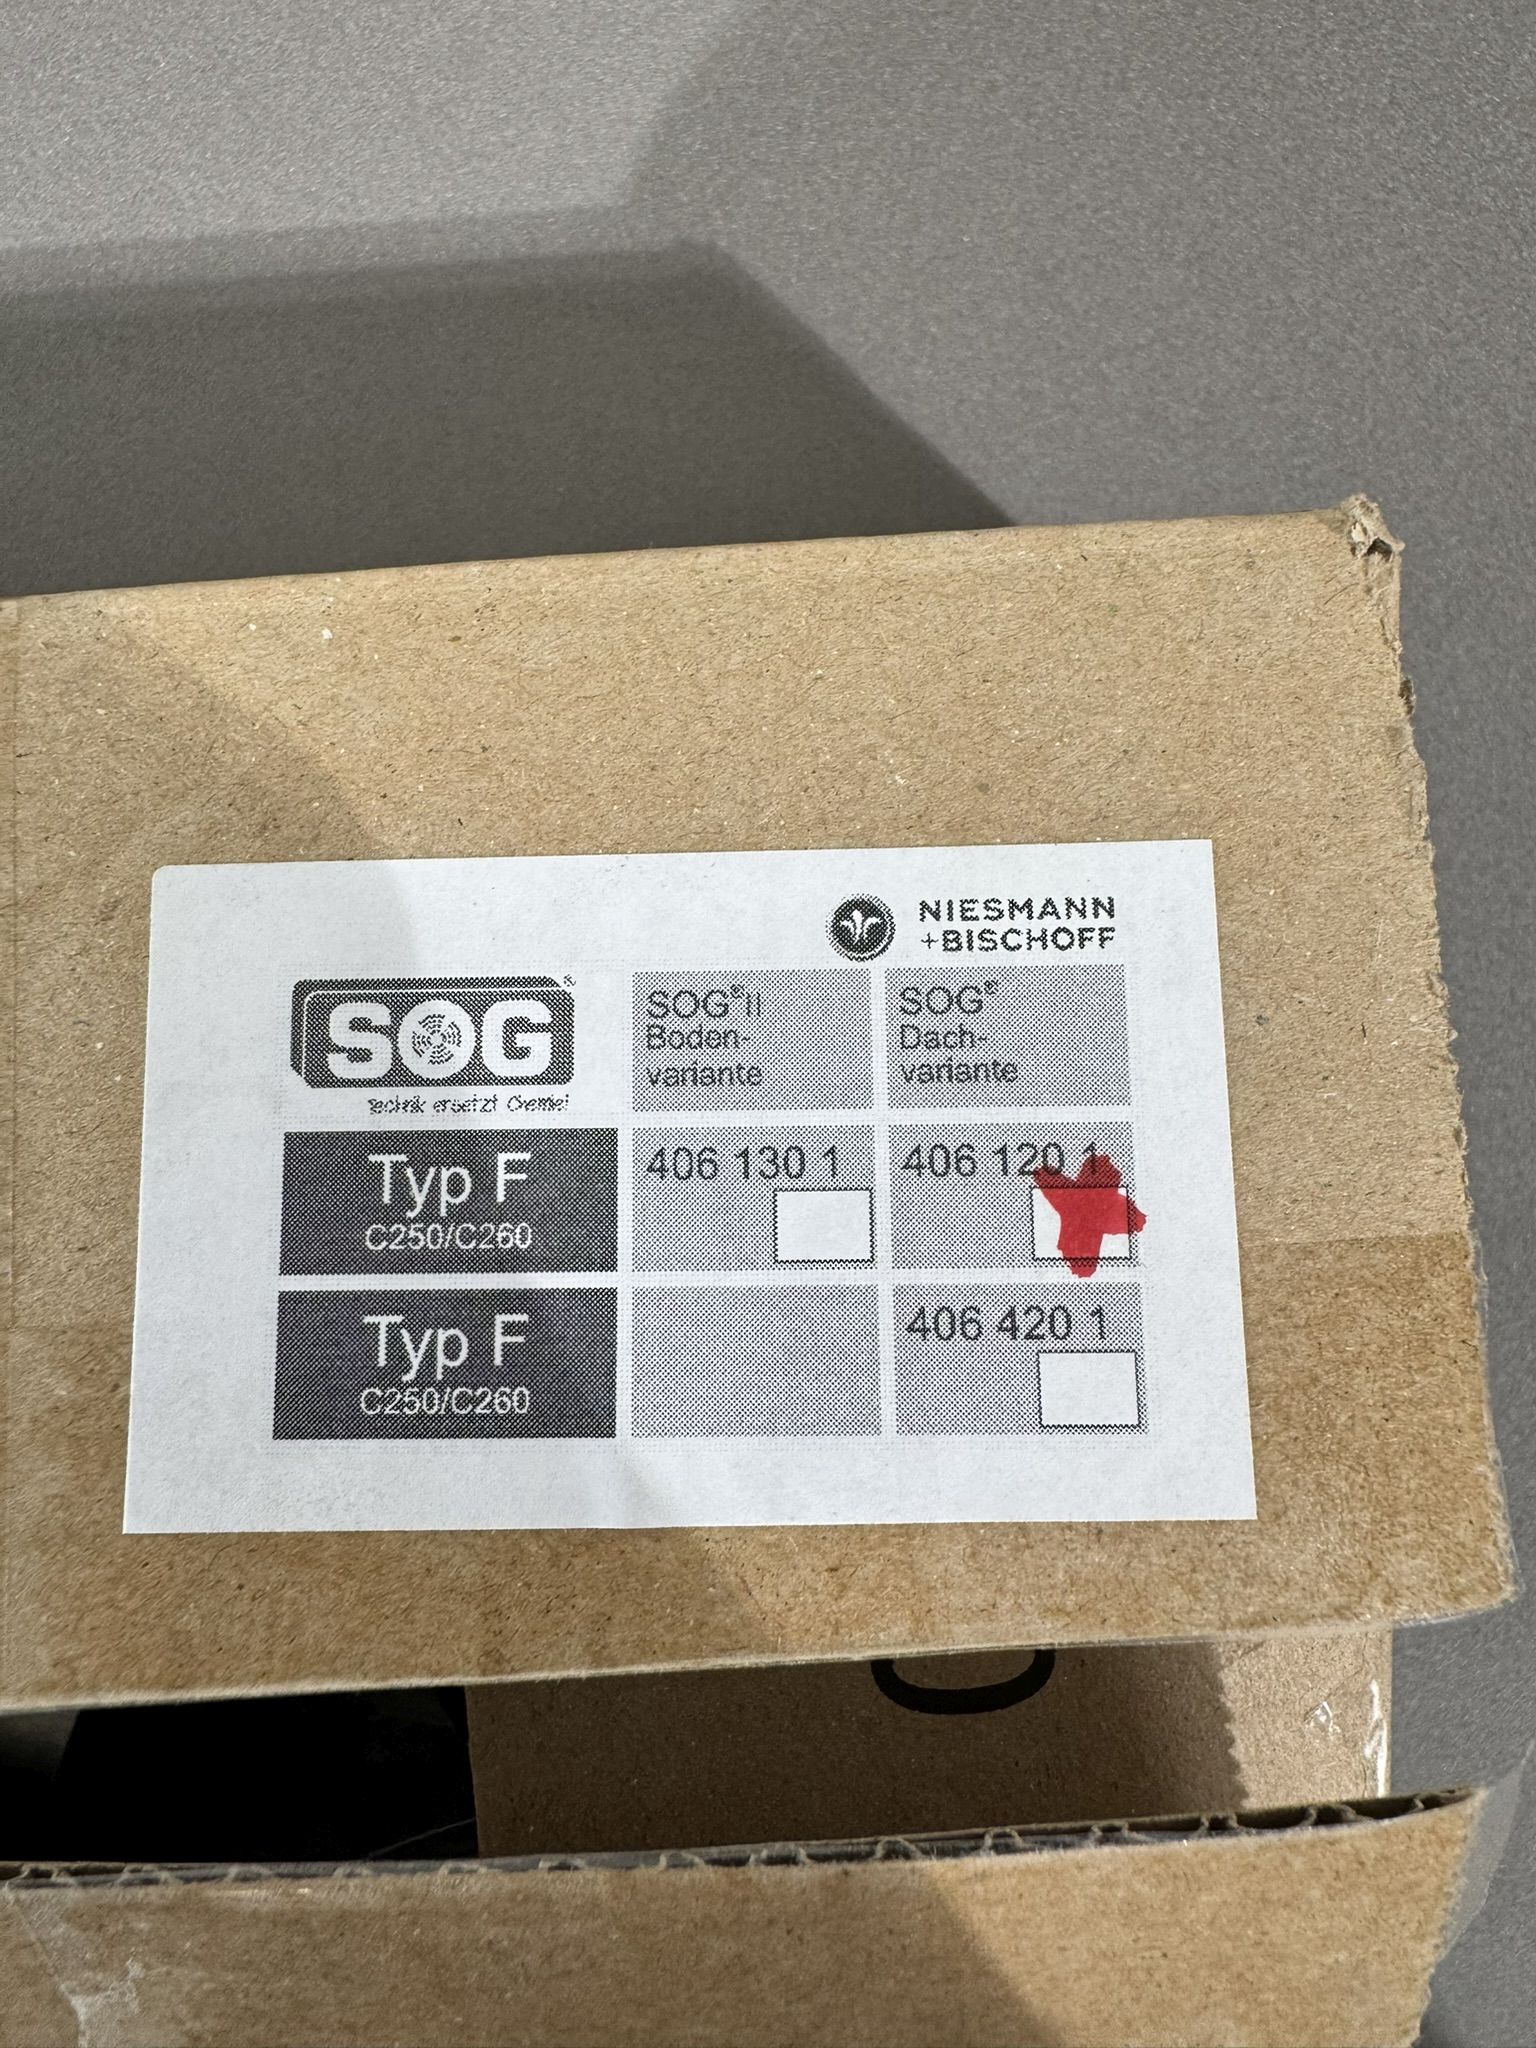 NIESMANN
+BISCHOFF
SOG®
Technik ersetzt Chemie!
SOG®II
Boden-
variante
SOG®
Dach-
variante
Typ F
C250/C260
406 130 1
406 120 1
Typ F
C250/C260
406 420 1